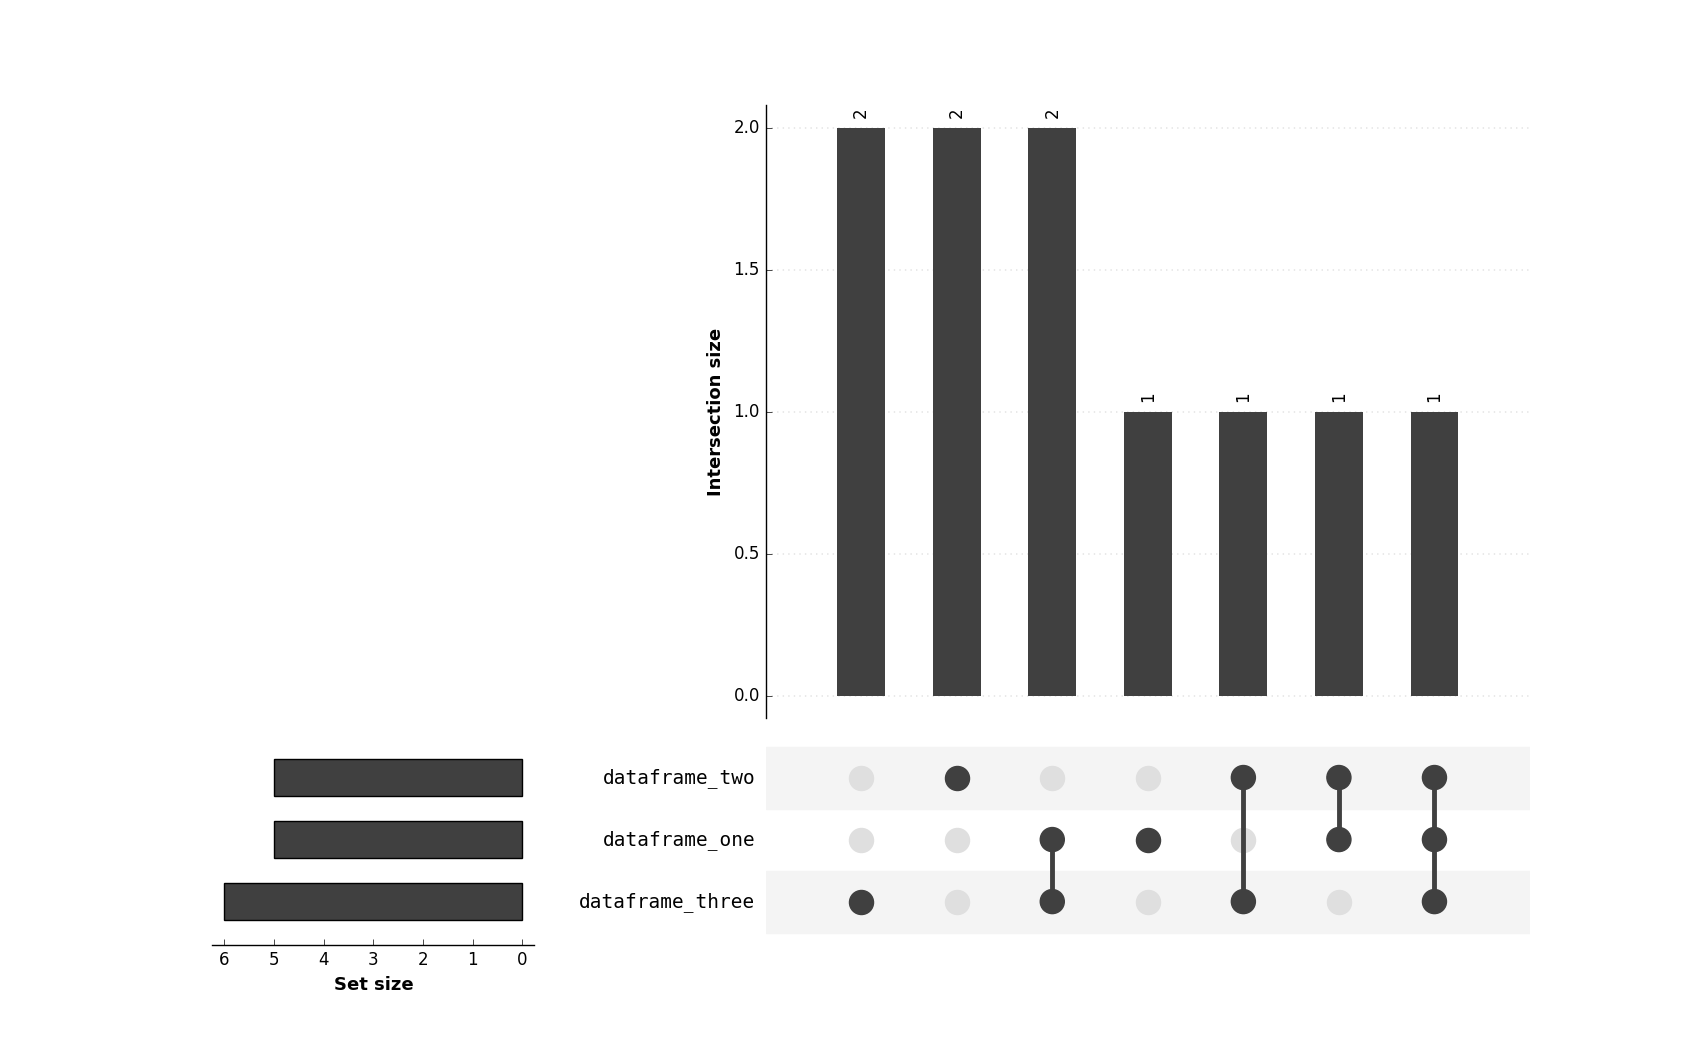 2 2 2
2.0
1.5
Intersection size
1 1 1 1
1.0
0.5
0.0
dataframe_two
dataframe_one
dataframe_three
6 5 4 3 2 1 0
Set size